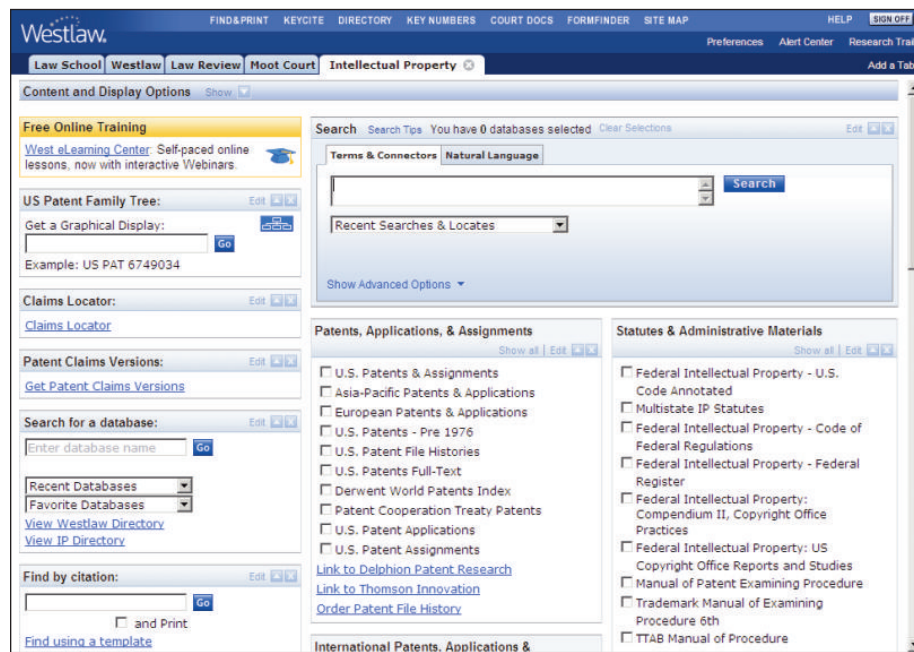 Westlaw.
FIND&PRINT KEYCITE DIRECTORY KEY NUMBERS COURT DOCS FORMFINDER SITE MAP
HELP SIGN OFF
Preferences Alert Center Research Trail
Law School Westlaw Law Review Moot Court Intellectual Property
Add a Tab
Content and Display Options Show
Free Online Training
West eLearning Center: Self-paced online
lessons, now with interactive Webinars.
US Patent Family Tree: Edit
Get a Graphical Display:
Go
Example: US PAT 6749034
Claims Locator: Edit
Claims Locator
Patent Claims Versions: Edit
Get Patent Claims Versions
Search for a database: Edit
Enter database name Go
Recent Databases
Favorite Databases
View Westlaw Directory
View IP Directory
Find by citation: Edit
Go
and Print
Find using a template
Search Search Tips You have 0 databases selected Clear Selections Edit
Terms & Connectors Natural Language
Search
Recent Searches & Locates
Show Advanced Options
Patents, Applications, & Assignments
Show all | Edit
U.S. Patents & Assignments
Asia-Pacific Patents & Applications
European Patents & Applications
U.S. Patents - Pre 1976
U.S. Patent File Histories
U.S. Patents Full-Text
Derwent World Patents Index
Patent Cooperation Treaty Patents
U.S. Patent Applications
U.S. Patent Assignments
Link to Delphion Patent Research
Link to Thomson Innovation
Order Patent File History
International Patents, Applications &
Statutes & Administrative Materials
Show all | Edit
Federal Intellectual Property - U.S.
Code Annotated
Multistate IP Statutes
Federal Intellectual Property - Code of
Federal Regulations
Federal Intellectual Property - Federal
Register
Federal Intellectual Property:
Compendium II, Copyright Office
Practices
Federal Intellectual Property: US
Copyright Office Reports and Studies
Manual of Patent Examining Procedure
Trademark Manual of Examining
Procedure 6th
TTAB Manual of Procedure